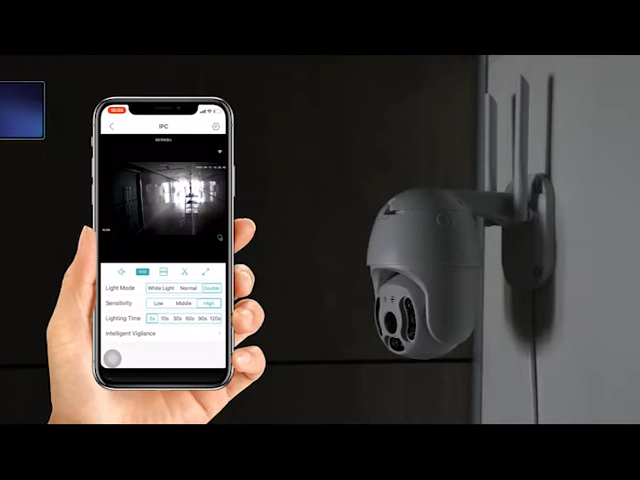 IPC
Light Mode White Light Normal Double
Sensitivity Low Middle High
Lighting Time 5s 10s 30s 60s 90s 120s
Intelligent Vigilance